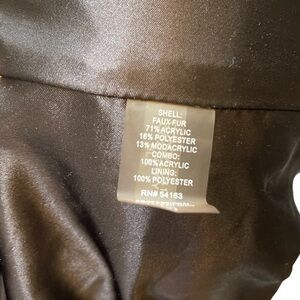 SHELL:
FAUX-FUR
71% ACRYLIC
16% POLYESTER
13% MODACRYLIC
COMBO:
100% ACRYLIC
LINING:
100% POLYESTER
RN# 54163